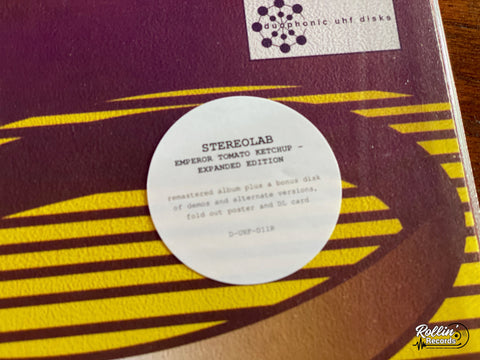 duophonic uhf disks
STEREOLAB
EMPEROR TOMATO KETCHUP –
EXPANDED EDITION
remastered album plus a bonus disk
of demos and alternate versions,
fold out poster and DL card
D-UHF-D11R
Rollin'
Records